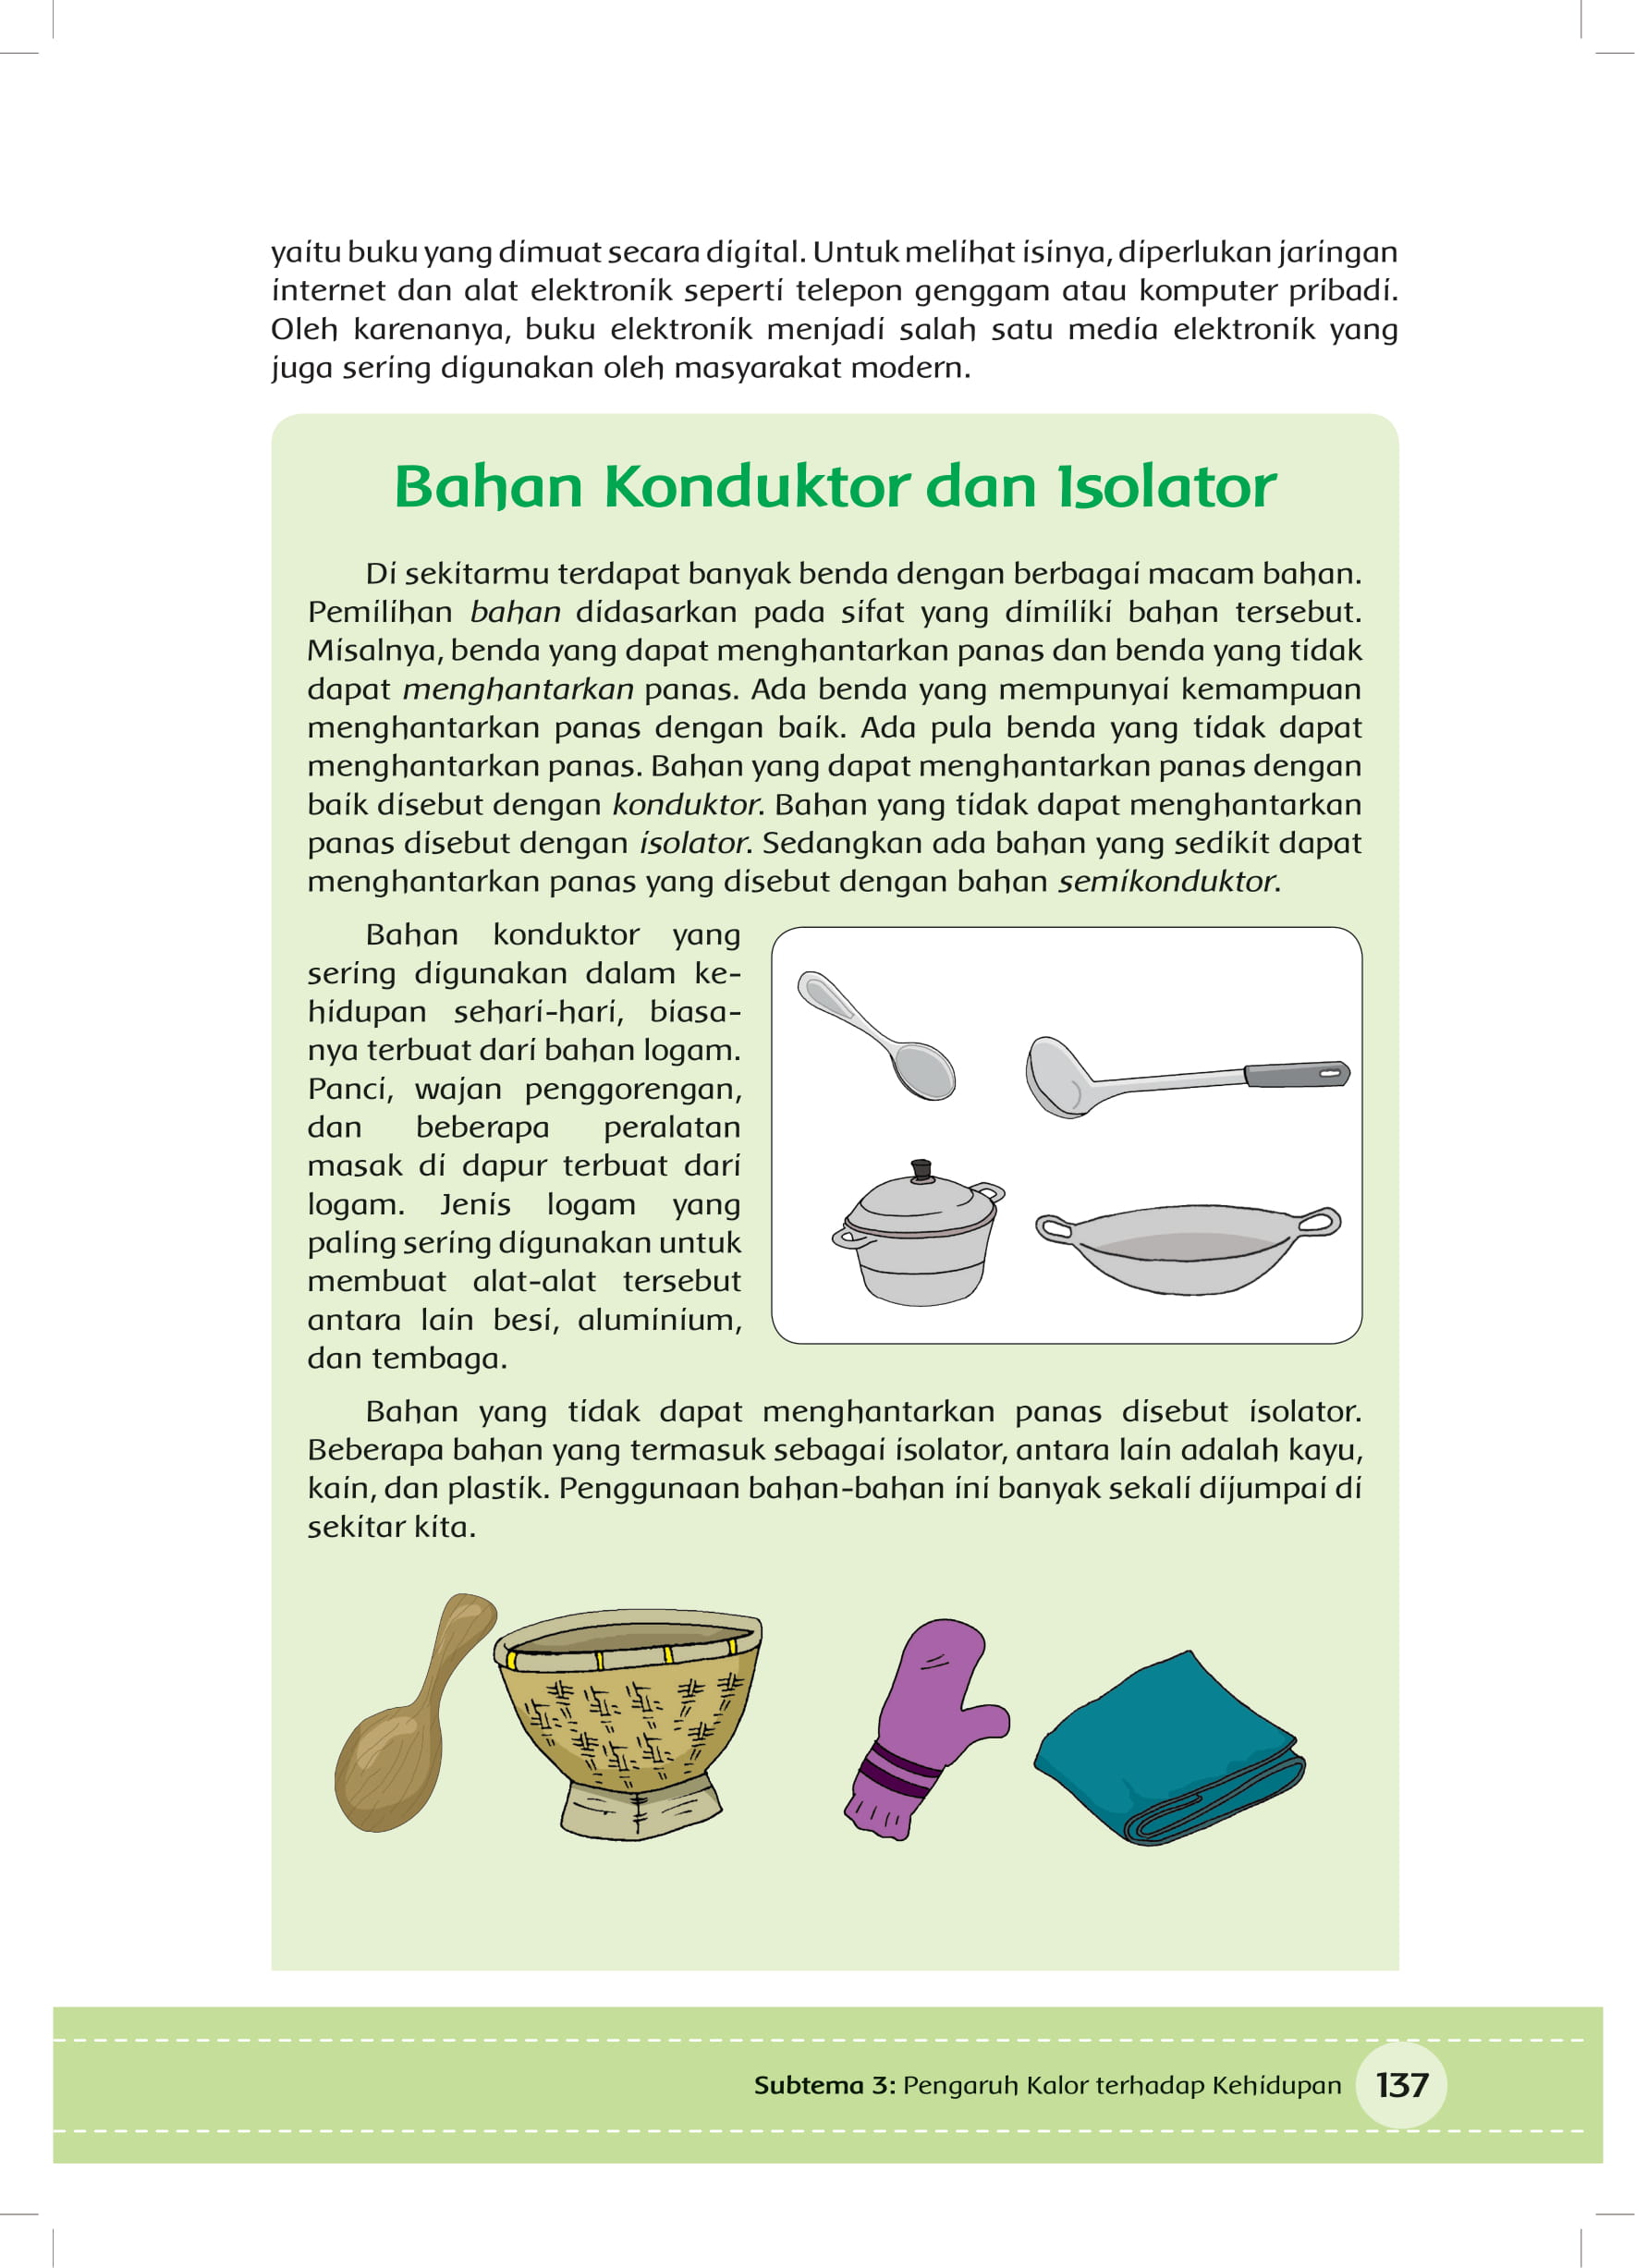 yaitu buku yang dimuat secara digital. Untuk melihat isinya, diperlukan jaringan
internet dan alat elektronik seperti telepon genggam atau komputer pribadi.
Oleh karenanya, buku elektronik menjadi salah satu media elektronik yang
juga sering digunakan oleh masyarakat modern.
Bahan Konduktor dan Isolator
Di sekitarmu terdapat banyak benda dengan berbagai macam bahan.
Pemilihan bahan didasarkan pada sifat yang dimiliki bahan tersebut.
Misalnya, benda yang dapat menghantarkan panas dan benda yang tidak
dapat menghantarkan panas. Ada benda yang mempunyai kemampuan
menghantarkan panas dengan baik. Ada pula benda yang tidak dapat
menghantarkan panas. Bahan yang dapat menghantarkan panas dengan
baik disebut dengan konduktor. Bahan yang tidak dapat menghantarkan
panas disebut dengan isolator. Sedangkan ada bahan yang sedikit dapat
menghantarkan panas yang disebut dengan bahan semikonduktor.
Bahan konduktor yang
sering digunakan dalam ke-
hidupan sehari-hari, biasa-
nya terbuat dari bahan logam.
Panci, wajan penggorengan,
dan beberapa peralatan
masak di dapur terbuat dari
logam. Jenis logam yang
paling sering digunakan untuk
membuat alat-alat tersebut
antara lain besi, aluminium,
dan tembaga.
Bahan yang tidak dapat menghantarkan panas disebut isolator.
Beberapa bahan yang termasuk sebagai isolator, antara lain adalah kayu,
kain, dan plastik. Penggunaan bahan-bahan ini banyak sekali dijumpai di
sekitar kita.
Subtema 3: Pengaruh Kalor terhadap Kehidupan 137